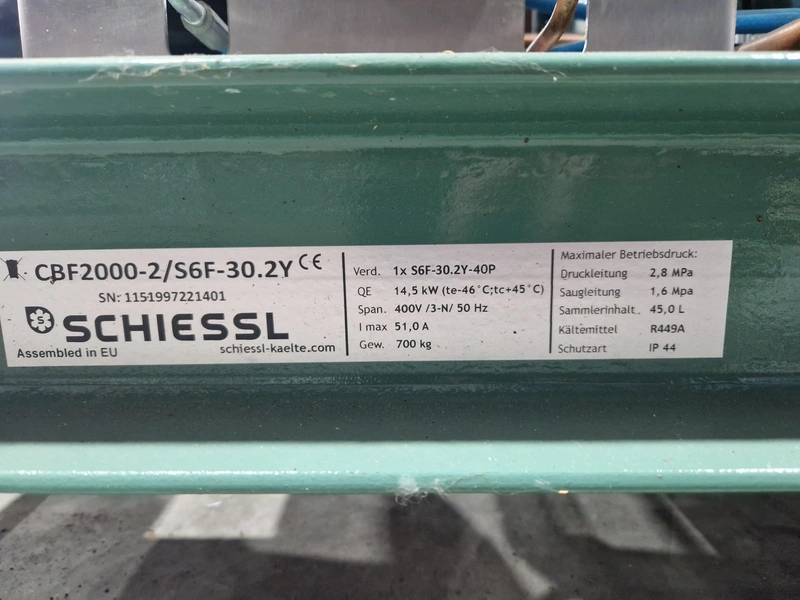 CBF2000-2/S6F-30.2Y CE
SN: 1151997221401
S SCHIESSL
Assembled in EU schiessl-kaelte.com
Verd. 1x S6F-30.2Y-40P
QE 14,5 kW (te-46°C;tc+45°C)
Span. 400V /3-N/ 50 Hz
I max 51,0 A
Gew. 700 kg
Maximaler Betriebsdruck:
Druckleitung 2,8 MPa
Saugleitung 1,6 Mpa
Sammlerinhalt. 45,0 L
Kältemittel R449A
Schutzart IP 44